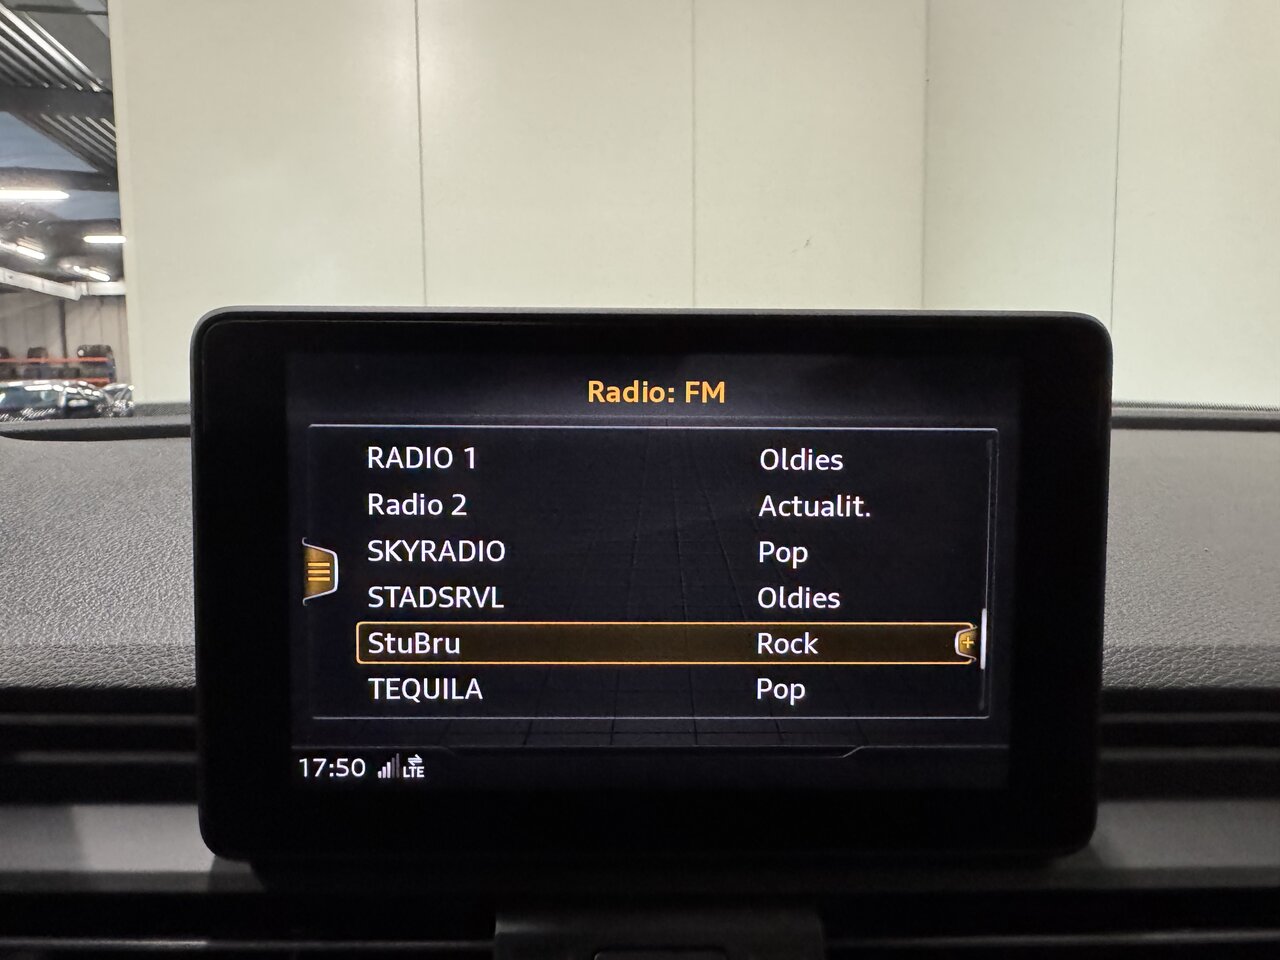 Radio: FM
RADIO 1 Oldies
Radio 2 Actualit.
SKYRADIO Pop
STADSRVL Oldies
StuBru Rock
TEQUILA Pop
17:50 LTE